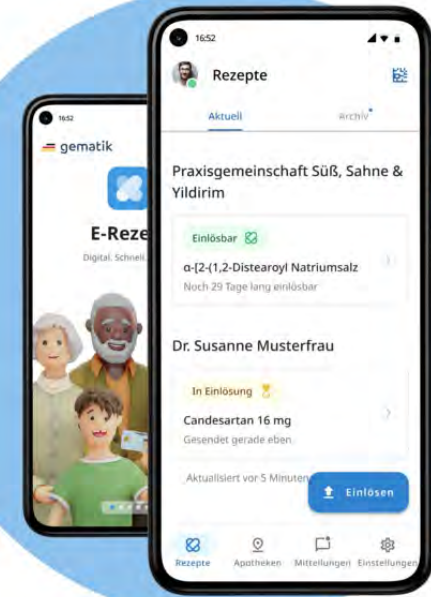 16:52
gematik
E-Reze
Digital. Schnell.
16:52
Rezepte
Aktuell
Archiv
Praxisgemeinschaft Süß, Sahne &
Yildirim
Einlösbar
α-[2-(1,2-Distearoyl Natriumsalz
Noch 29 Tage lang einlösbar
Dr. Susanne Musterfrau
In Einlösung
Candesartan 16 mg
Gesendet gerade eben
Aktualisiert vor 5 Minuten
Einlösen
Rezepte
Apotheken
Mitteilungen
Einstellungen